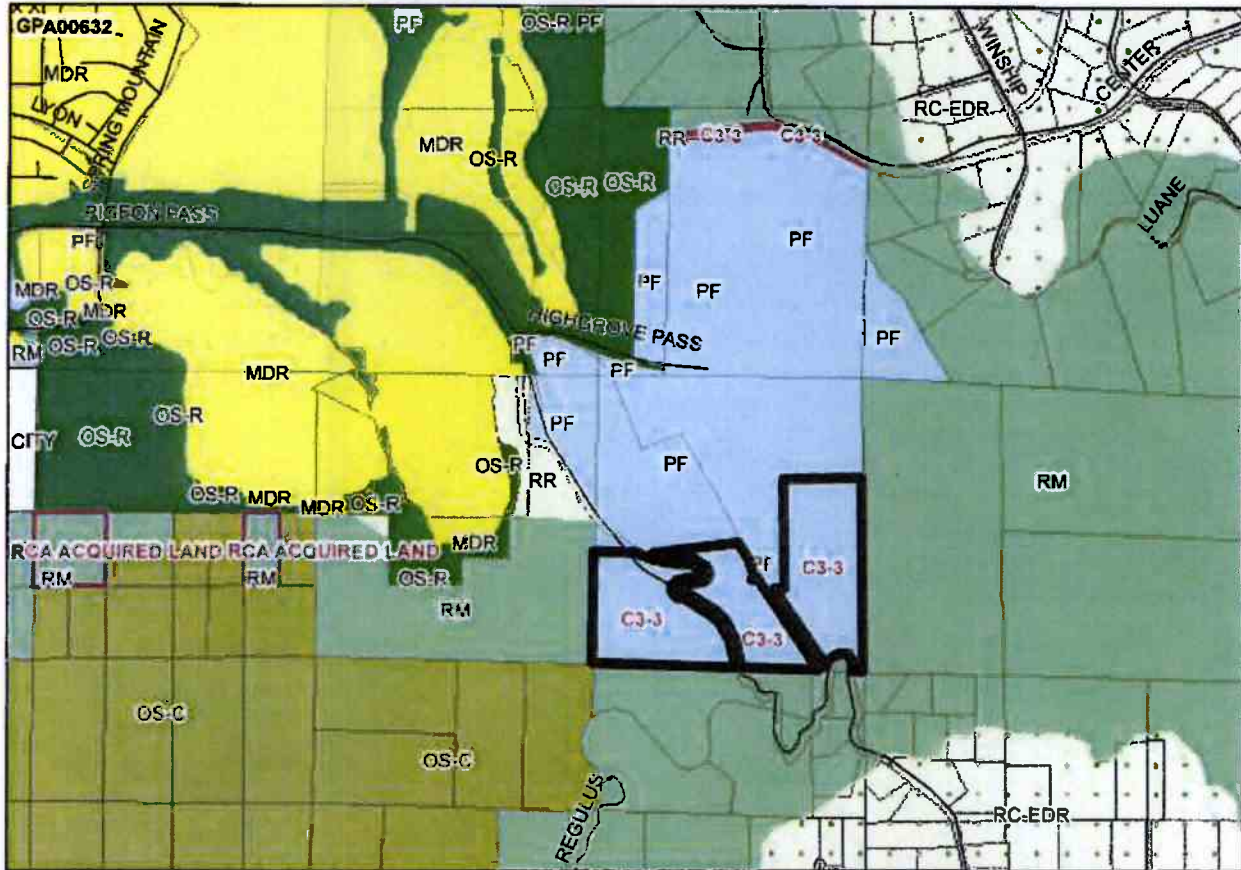 GPA00632
PF
OS-R PF
MDR
LYON
SPRING MOUNTAIN
WINSHIP
CENTER
RC-EDR
MDR
OS-R
RR
C3-3
C3-3
OS-R
OS-R
PIGEON PASS
LUANE
PF
PF
MDR
OS-R
PF
PF
MDR
OS-R
OS-R
HIGHGROVE PASS
PF
RM
OS-R
PF
PF
PF
MDR
OS-R
PF
CITY
OS-R
OS-R
PF
RR
RM
OS-R
MDR
MDR
OS-R
RCA ACQUIRED LAND
RCA ACQUIRED LAND
MDR
RM
RM
OS-R
PF
C3-3
RM
C3-3
C3-3
OS-C
OS-C
REGULUS
RC-EDR